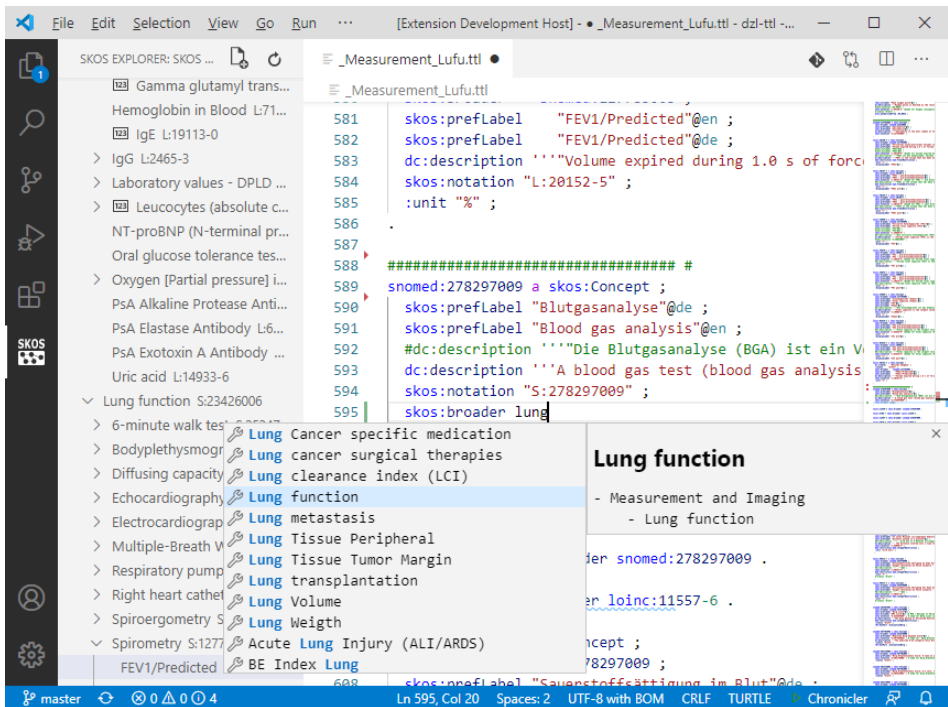 File Edit Selection View Go Run ··· [Extension Development Host] - ● _Measurement_Lufu.ttl - dzl-ttl -...
SKOS EXPLORER: SKOS ...
Gamma glutamyl trans...
Hemoglobin in Blood L:71...
IgE L:19113-0
IgG L:2465-3
Laboratory values - DPLD ...
Leucocytes (absolute c...
NT-proBNP (N-terminal pr...
Oral glucose tolerance tes...
Oxygen [Partial pressure] i...
PsA Alkaline Protease Anti...
PsA Elastase Antibody L:6...
PsA Exotoxin A Antibody ...
Uric acid L:14933-6
Lung function S:23426006
6-minute walk test
Bodyplethysmogr
Diffusing capacity
Echocardiography
Electrocardiograp
Multiple-Breath W
Respiratory pump
Right heart cathet
Spiroergometry S
Spirometry S:1277
FEV1/Predicted
1
SKOS
_Measurement_Lufu.ttl ●
_Measurement_Lufu.ttl
581 skos:prefLabel "FEV1/Predicted"@en ;
582 skos:prefLabel "FEV1/Predicted"@de ;
583 dc:description '''"Volume expired during 1.0 s of forc
584 skos:notation "L:20152-5" ;
585 :unit "%" ;
586 .
587
588 ################################## #
589 snomed:278297009 a skos:Concept ;
590 skos:prefLabel "Blutgasanalyse"@de ;
591 skos:prefLabel "Blood gas analysis"@en ;
592 #dc:description '''"Die Blutgasanalyse (BGA) ist ein V
593 dc:description '''A blood gas test (blood gas analysis
594 skos:notation "S:278297009" ;
595 skos:broader lung
Lung Cancer specific medication
Lung cancer surgical therapies
Lung clearance index (LCI)
Lung function
Lung metastasis
Lung Tissue Peripheral
Lung Tissue Tumor Margin
Lung transplantation
Lung Volume
Lung Weigth
Acute Lung Injury (ALI/ARDS)
BE Index Lung
Lung function
- Measurement and Imaging
- Lung function
der snomed:278297009 .
er loinc:11557-6 .
ncept ;
78297009 ;
608 skos:prefLabel "Sauerstoffsättigung im Blut"@de ;
master 0 0 4 Ln 595, Col 20 Spaces: 2 UTF-8 with BOM CRLF TURTLE Chronicler